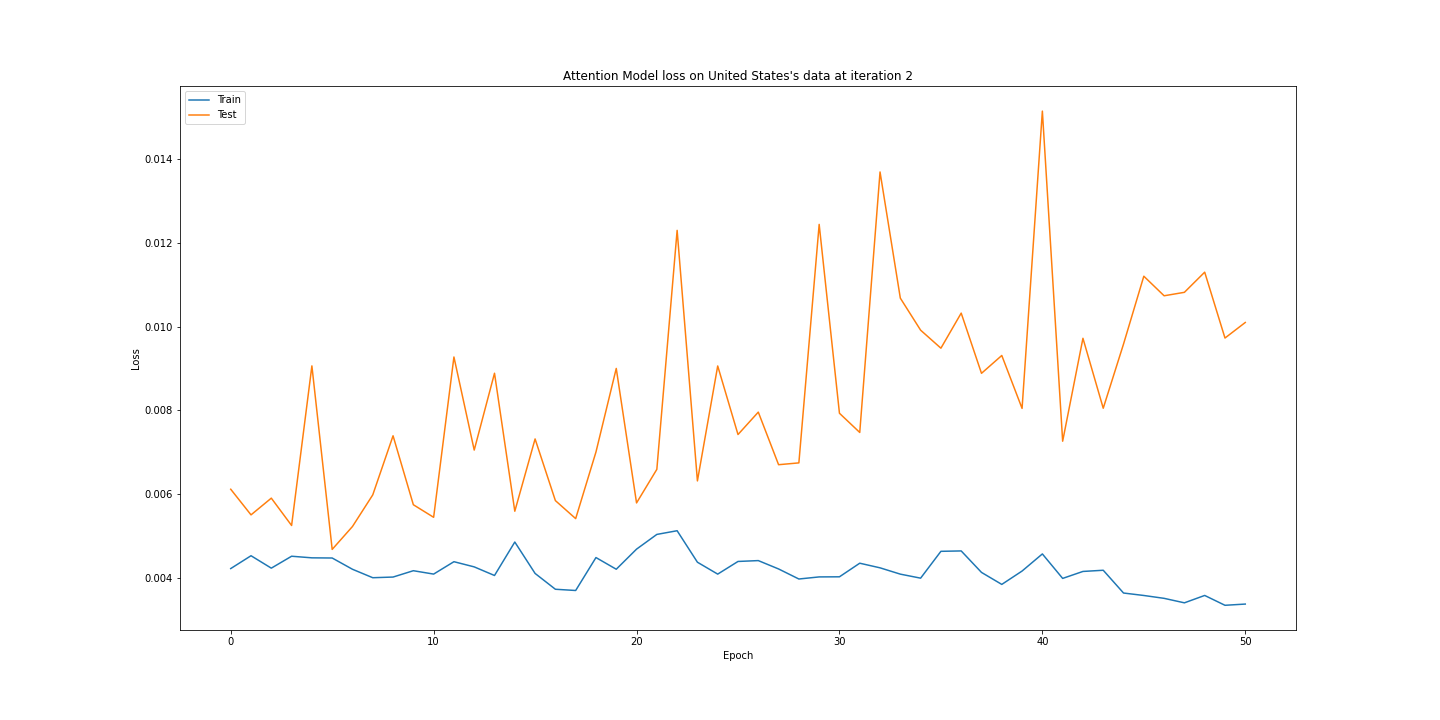 Attention Model loss on United States's data at iteration 2
Train
Test
0.014
0.012
0.010
0.008
0.006
0.004
Loss
0 10 20 30 40 50
Epoch